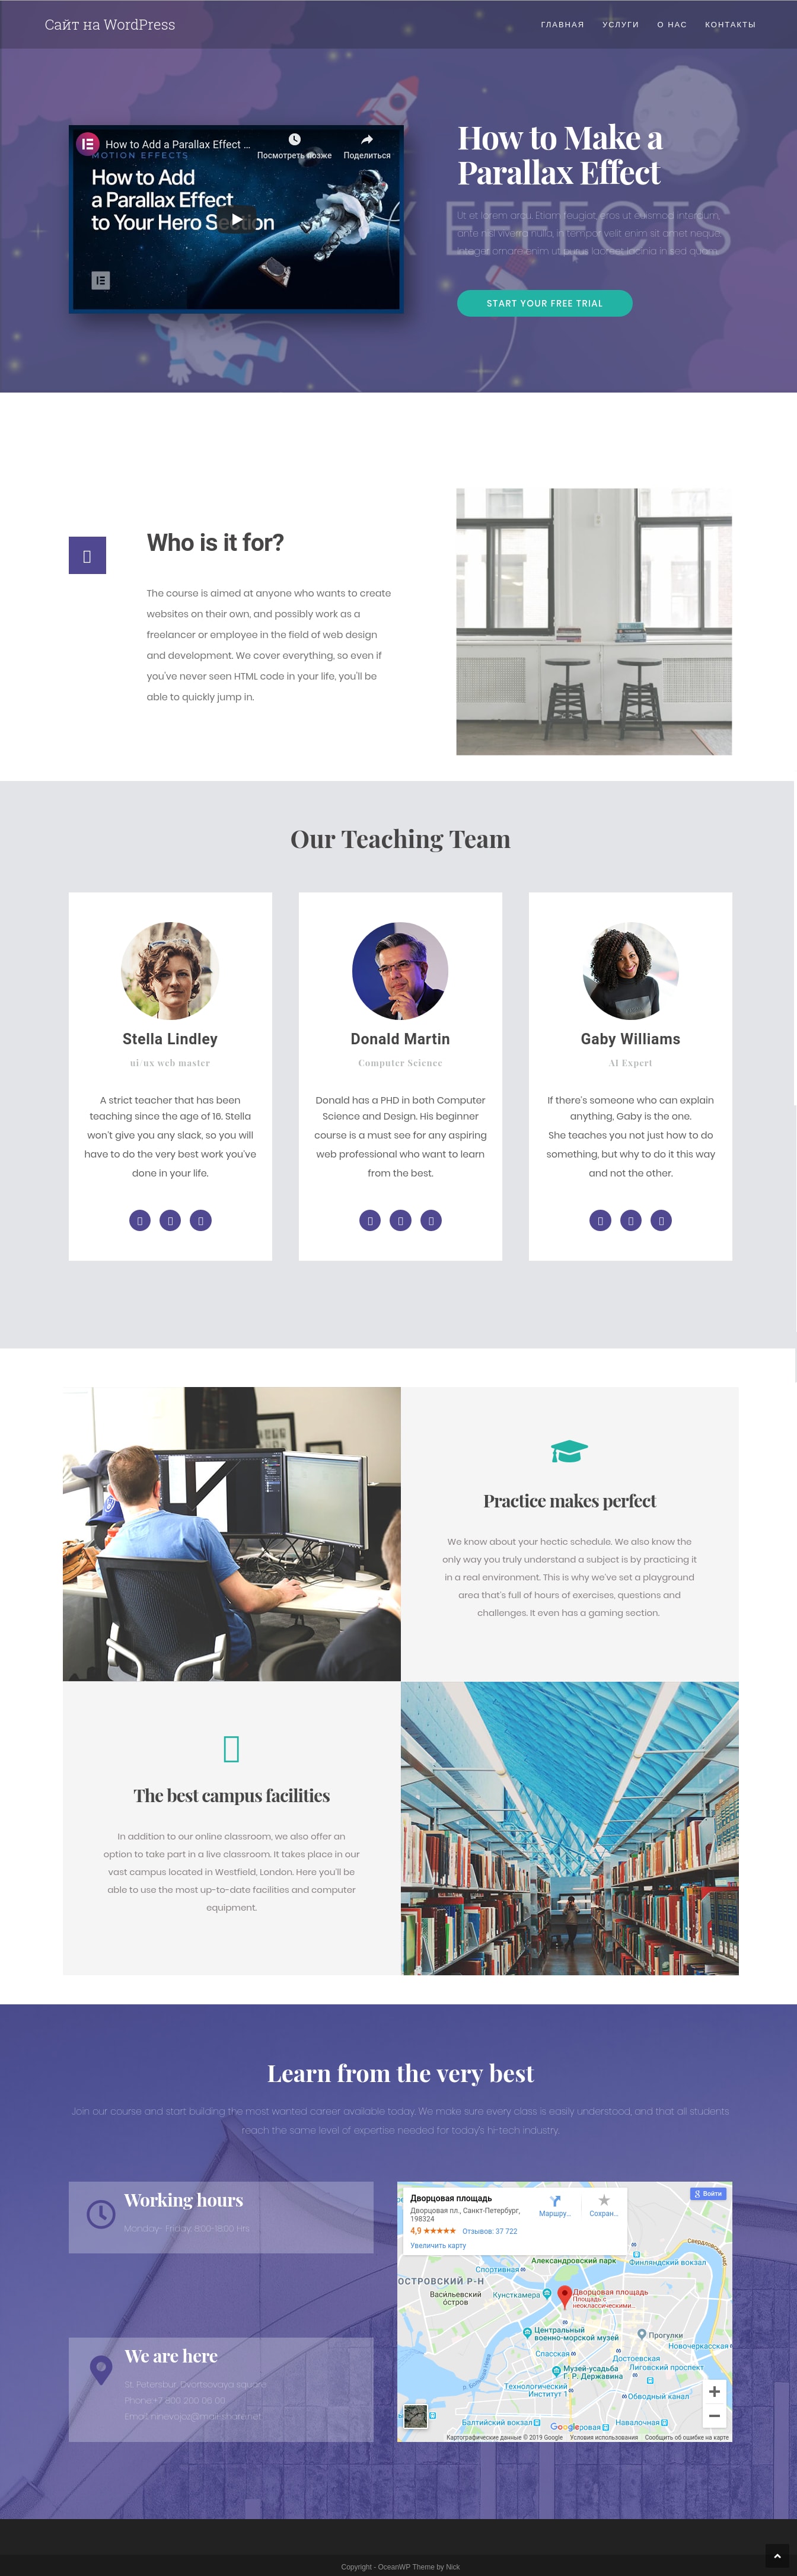 Сайт на WordPress
ГЛАВНАЯ УСЛУГИ О НАС КОНТАКТЫ
How to Add a Parallax Effect ...
Посмотреть позже Поделиться
MOTION EFFECTS
How to Add
a Parallax Effect
to Your Hero Section
How to Make a
Parallax Effect
EFFECTS
Ut et lorem arcu. Etiam feugiat, eros ut euismod interdum,
ante nisl viverra nulla, in tempor velit enim sit amet neque.
Integer ornare enim ut purus laoreet lacinia in sed quam.
START YOUR FREE TRIAL
Who is it for?
The course is aimed at anyone who wants to create
websites on their own, and possibly work as a
freelancer or employee in the field of web design
and development. We cover everything, so even if
you've never seen HTML code in your life, you'll be
able to quickly jump in.
Our Teaching Team
Stella Lindley
ui/ux web master
A strict teacher that has been
teaching since the age of 16. Stella
won't give you any slack, so you will
have to do the very best work you've
done in your life.
Donald Martin
Computer Science
Donald has a PHD in both Computer
Science and Design. His beginner
course is a must see for any aspiring
web professional who want to learn
from the best.
Gaby Williams
AI Expert
If there's someone who can explain
anything, Gaby is the one.
She teaches you not just how to do
something, but why to do it this way
and not the other.
Practice makes perfect
We know about your hectic schedule. We also know the
only way you truly understand a subject is by practicing it
in a real environment. This is why we've set a playground
area that's full of hours of exercises, questions and
challenges. It even has a gaming section.
The best campus facilities
In addition to our online classroom, we also offer an
option to take part in a live classroom. It takes place in our
vast campus located in Westfield, London. Here you'll be
able to use the most up-to-date facilities and computer
equipment.
Learn from the very best
Join our course and start building the most wanted career available today. We make sure every class is easily understood, and that all students
reach the same level of expertise needed for today's hi-tech industry.
Working hours
Monday- Friday: 8:00-18:00 Hrs
We are here
St. Petersbur, Dvortsovaya square
Phone:+7 800 200 06 00
Дворцовая площадь
Дворцовая пл., Санкт-Петербург,
198324
4,9 ★★★★★ Отзывов: 37 722
Увеличить карту
Маршру... Сохран...
Войти
Александровский парк
Финляндский вокзал
Свердловская наб.
Спортивная
ОСТРОВСКИЙ Р-Н
Васильевский
остров
Кунсткамера
Дворцовая площадь
Площадь с
неоклассическими...
Центральный
военно-морской музей
Прогулки
Новочеркасская
Спасская
Достоевская
Музей-усадьба
Г. Р. Державина
Лиговский проспект
Технологический
Институт 1
Обводный канал
Балтийский вокзал
Google
Фрунзенская
Картографические данные © 2019 Google Условия использования Сообщить об ошибке на карте
Copyright - OceanWP Theme by Nick